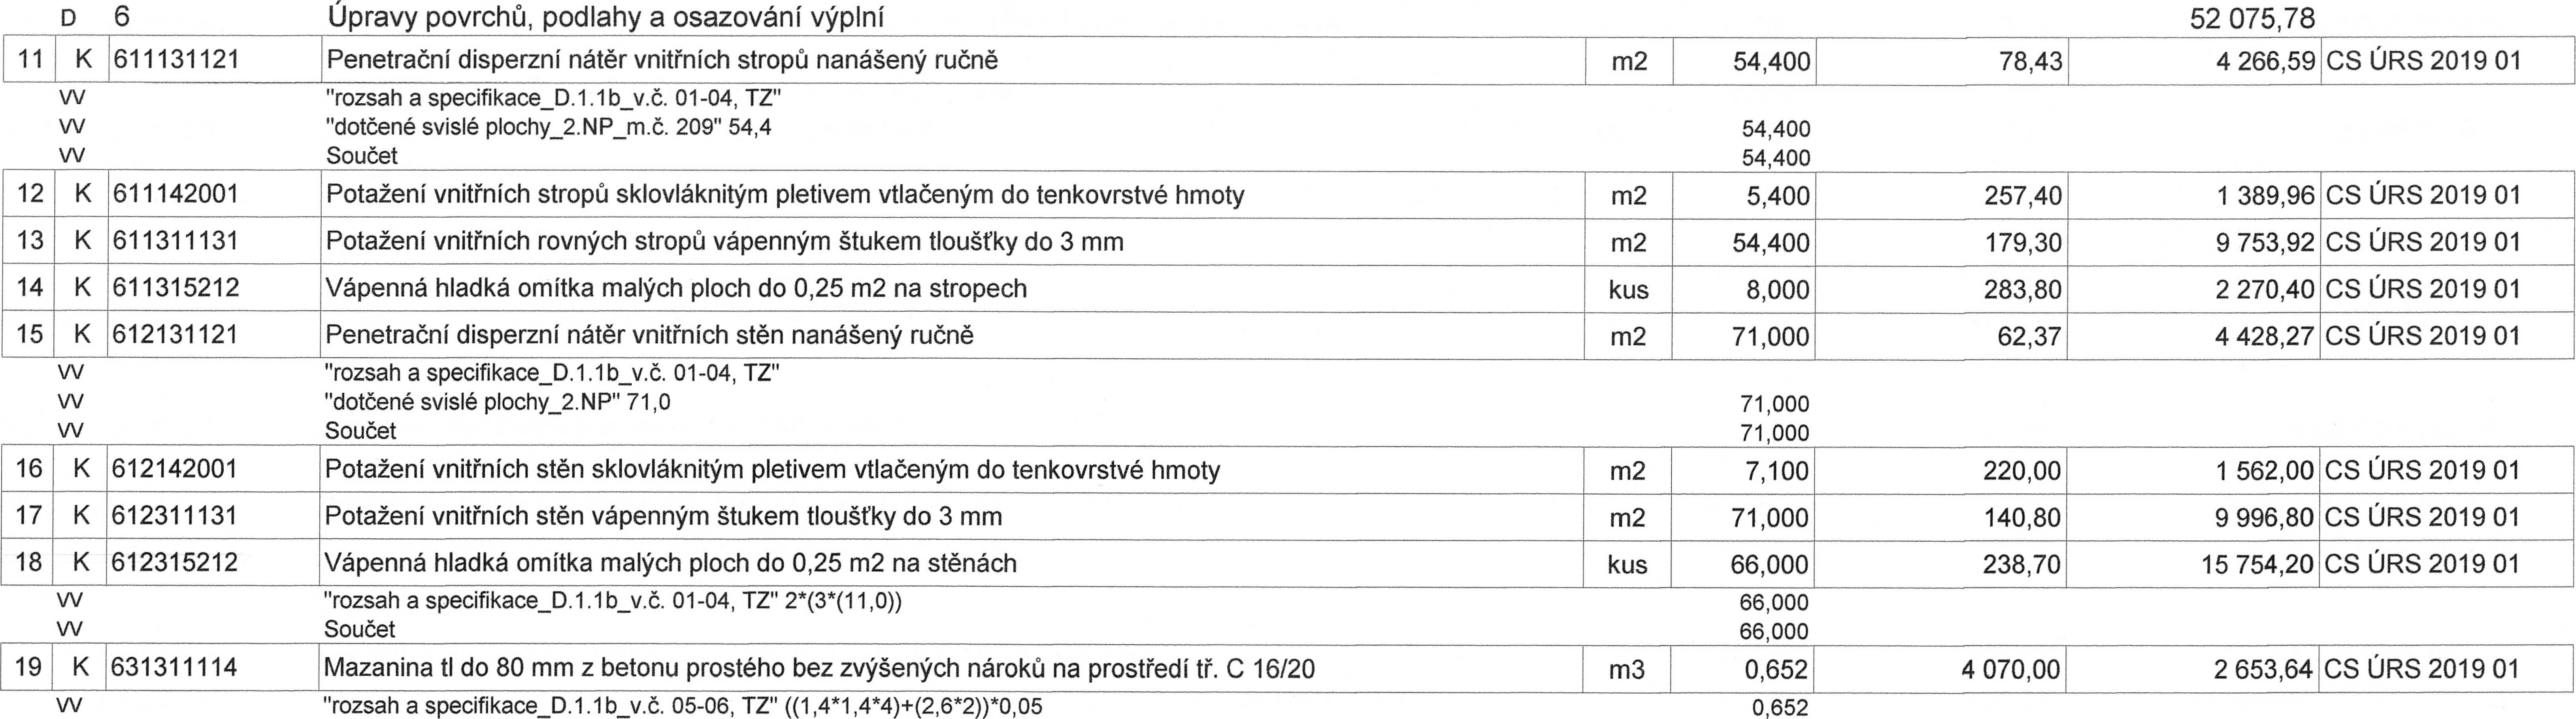 D 6 Úpravy povrchů, podlahy a osazování výplní 52 075,78
11 K 611131121 Penetrační disperzní nátěr vnitřních stropů nanášený ručně m2 54,400 78,43 4 266,59 CS ÚRS 2019 01
VV "rozsah a specifikace_D.1.1b_v.č. 01-04, TZ"
VV "dotčené svislé plochy_2.NP_m.č. 209" 54,4 54,400
VV Součet 54,400
12 K 611142001 Potažení vnitřních stropů sklovláknitým pletivem vtlačeným do tenkovrstvé hmoty m2 5,400 257,40 1 389,96 CS ÚRS 2019 01
13 K 611311131 Potažení vnitřních rovných stropů vápenným štukem tloušťky do 3 mm m2 54,400 179,30 9 753,92 CS ÚRS 2019 01
14 K 611315212 Vápenná hladká omítka malých ploch do 0,25 m2 na stropech kus 8,000 283,80 2 270,40 CS ÚRS 2019 01
15 K 612131121 Penetrační disperzní nátěr vnitřních stěn nanášený ručně m2 71,000 62,37 4 428,27 CS ÚRS 2019 01
VV "rozsah a specifikace_D.1.1b_v.č. 01-04, TZ"
VV "dotčené svislé plochy_2.NP" 71,0 71,000
VV Součet 71,000
16 K 612142001 Potažení vnitřních stěn sklovláknitým pletivem vtlačeným do tenkovrstvé hmoty m2 7,100 220,00 1 562,00 CS ÚRS 2019 01
17 K 612311131 Potažení vnitřních stěn vápenným štukem tloušťky do 3 mm m2 71,000 140,80 9 996,80 CS ÚRS 2019 01
18 K 612315212 Vápenná hladká omítka malých ploch do 0,25 m2 na stěnách kus 66,000 238,70 15 754,20 CS ÚRS 2019 01
VV "rozsah a specifikace_D.1.1b_v.č. 01-04, TZ" 2*(3*(11,0)) 66,000
VV Součet 66,000
19 K 631311114 Mazanina tl do 80 mm z betonu prostého bez zvýšených nároků na prostředí tř. C 16/20 m3 0,652 4 070,00 2 653,64 CS ÚRS 2019 01
VV "rozsah a specifikace_D.1.1b_v.č. 05-06, TZ" ((1,4*1,4*4)+(2,6*2))*0,05 0,652